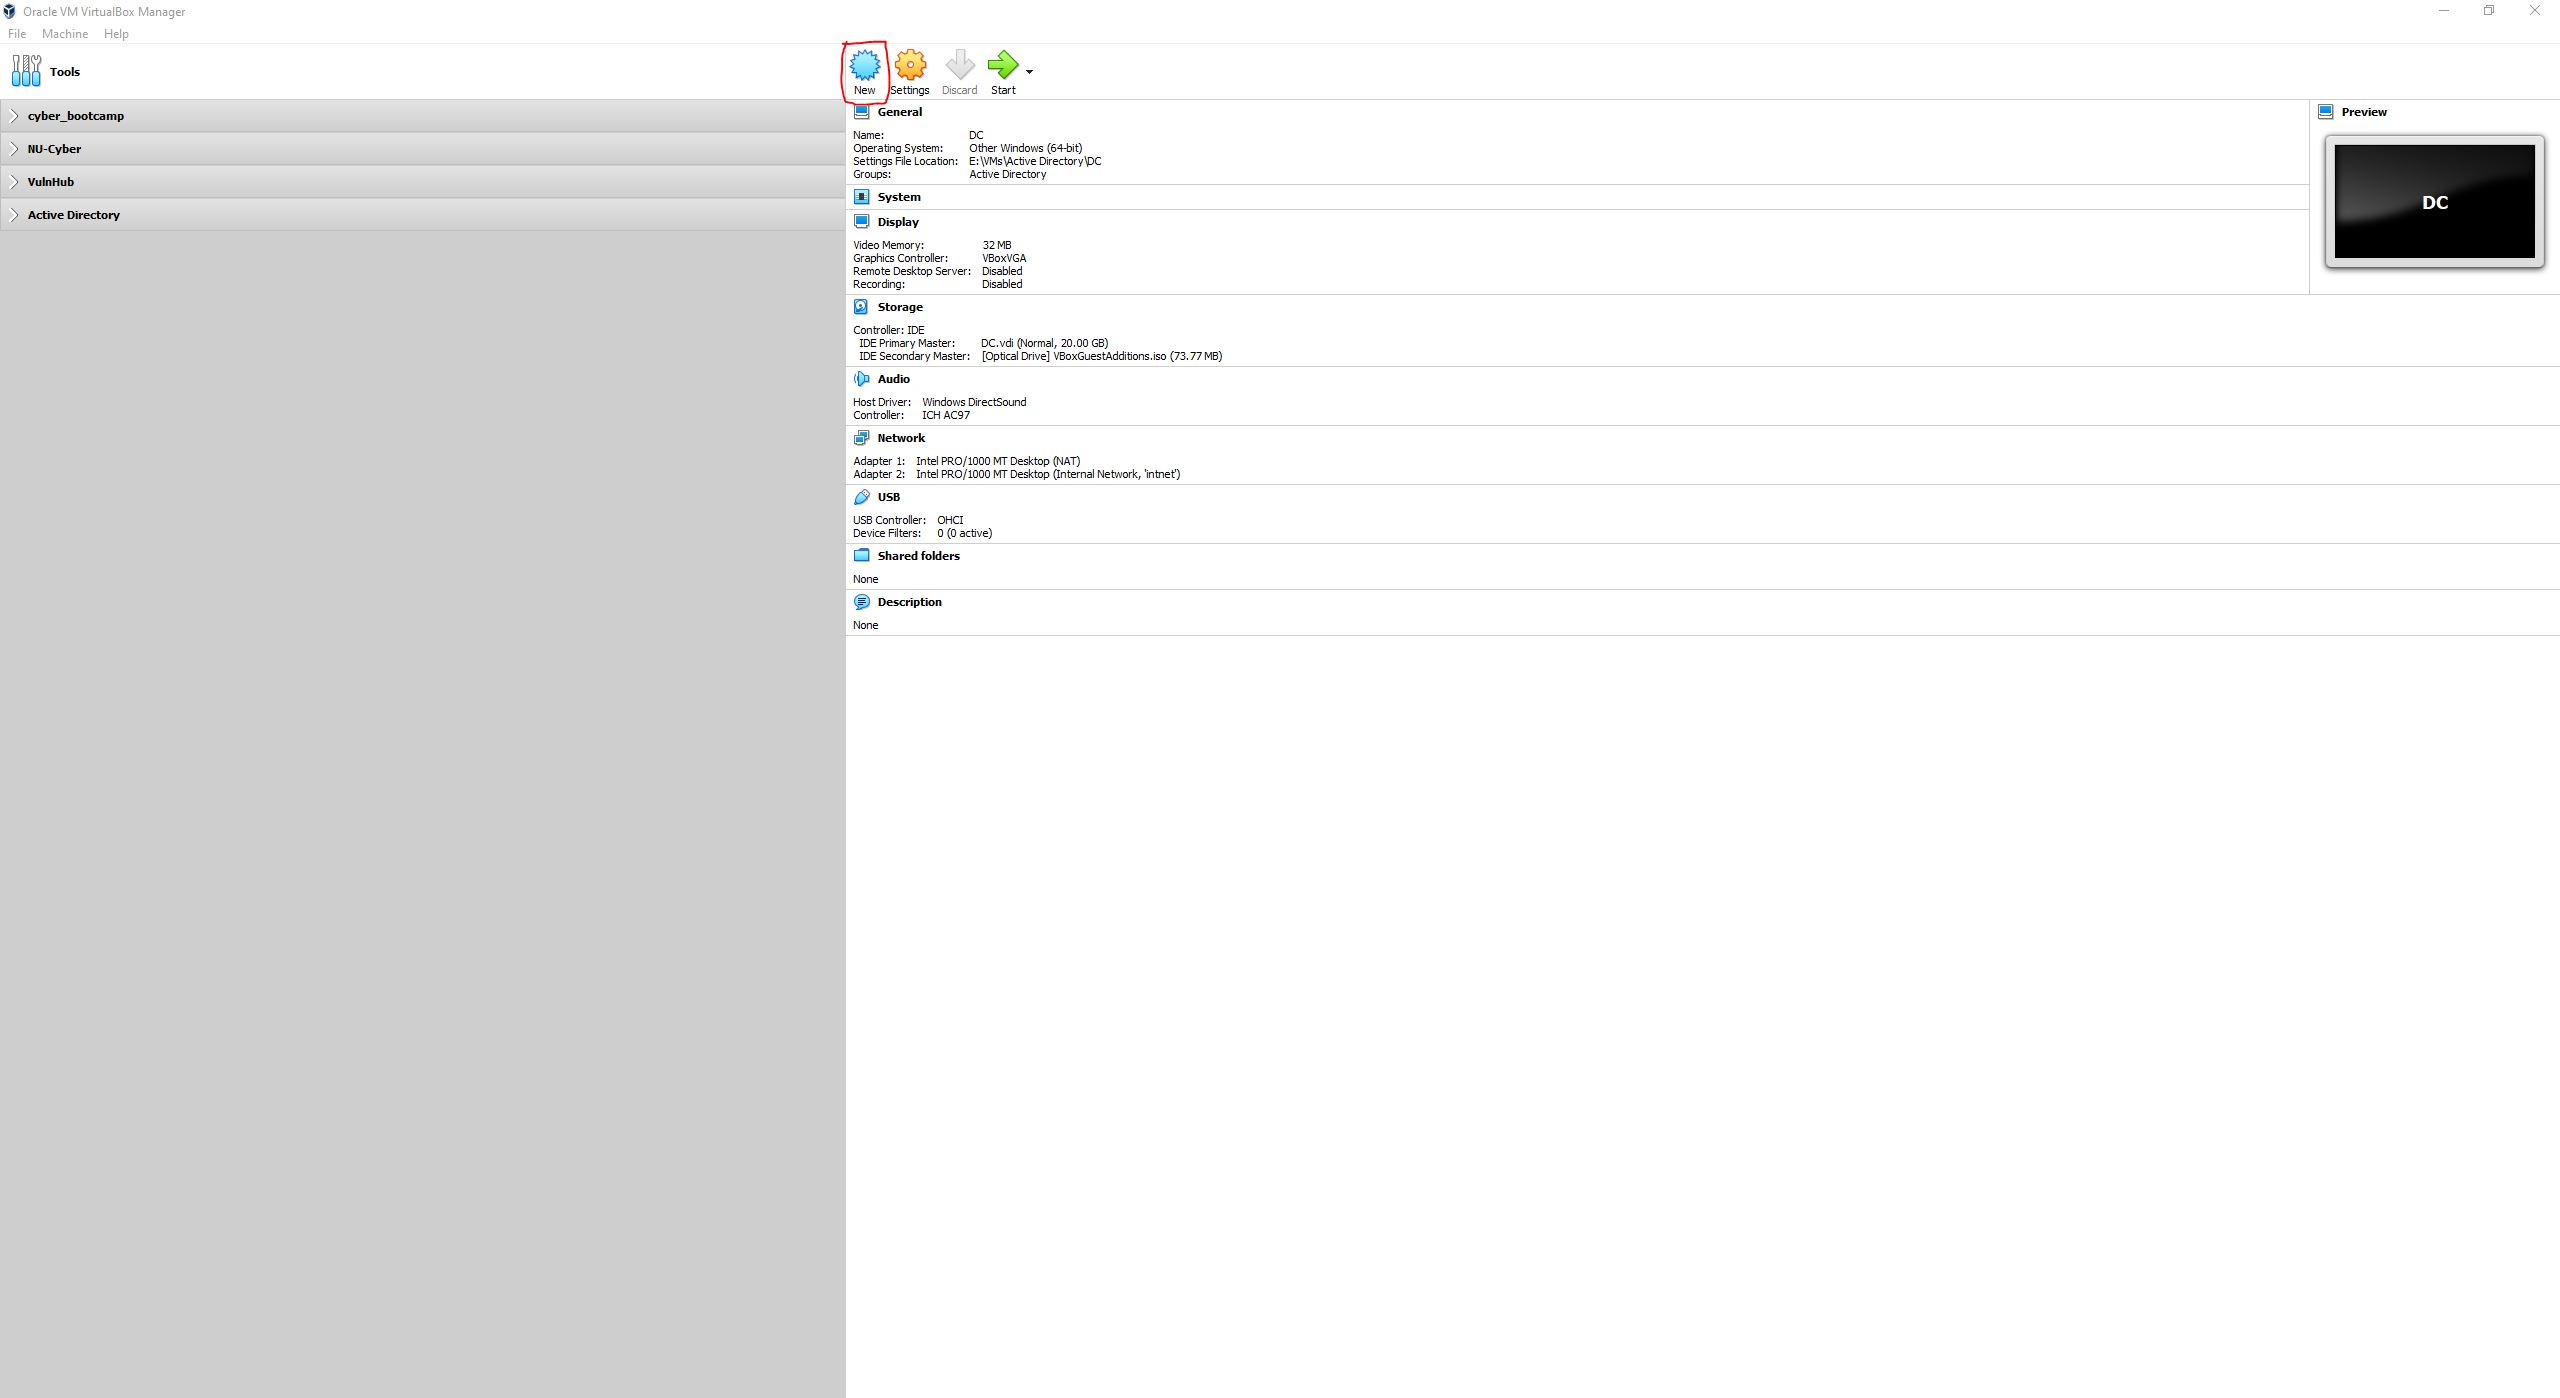 Oracle VM VirtualBox Manager
File Machine Help
Tools
New Settings Discard Start
cyber_bootcamp
NU-Cyber
VulnHub
Active Directory
General
Name: DC
Operating System: Other Windows (64-bit)
Settings File Location: E:\VMs\Active Directory\DC
Groups: Active Directory
System
Display
Video Memory: 32 MB
Graphics Controller: VBoxVGA
Remote Desktop Server: Disabled
Recording: Disabled
Storage
Controller: IDE
IDE Primary Master: DC.vdi (Normal, 20.00 GB)
IDE Secondary Master: [Optical Drive] VBoxGuestAdditions.iso (73.77 MB)
Audio
Host Driver: Windows DirectSound
Controller: ICH AC97
Network
Adapter 1: Intel PRO/1000 MT Desktop (NAT)
Adapter 2: Intel PRO/1000 MT Desktop (Internal Network, 'intnet')
USB
USB Controller: OHCI
Device Filters: 0 (0 active)
Shared folders
None
Description
None
Preview
DC